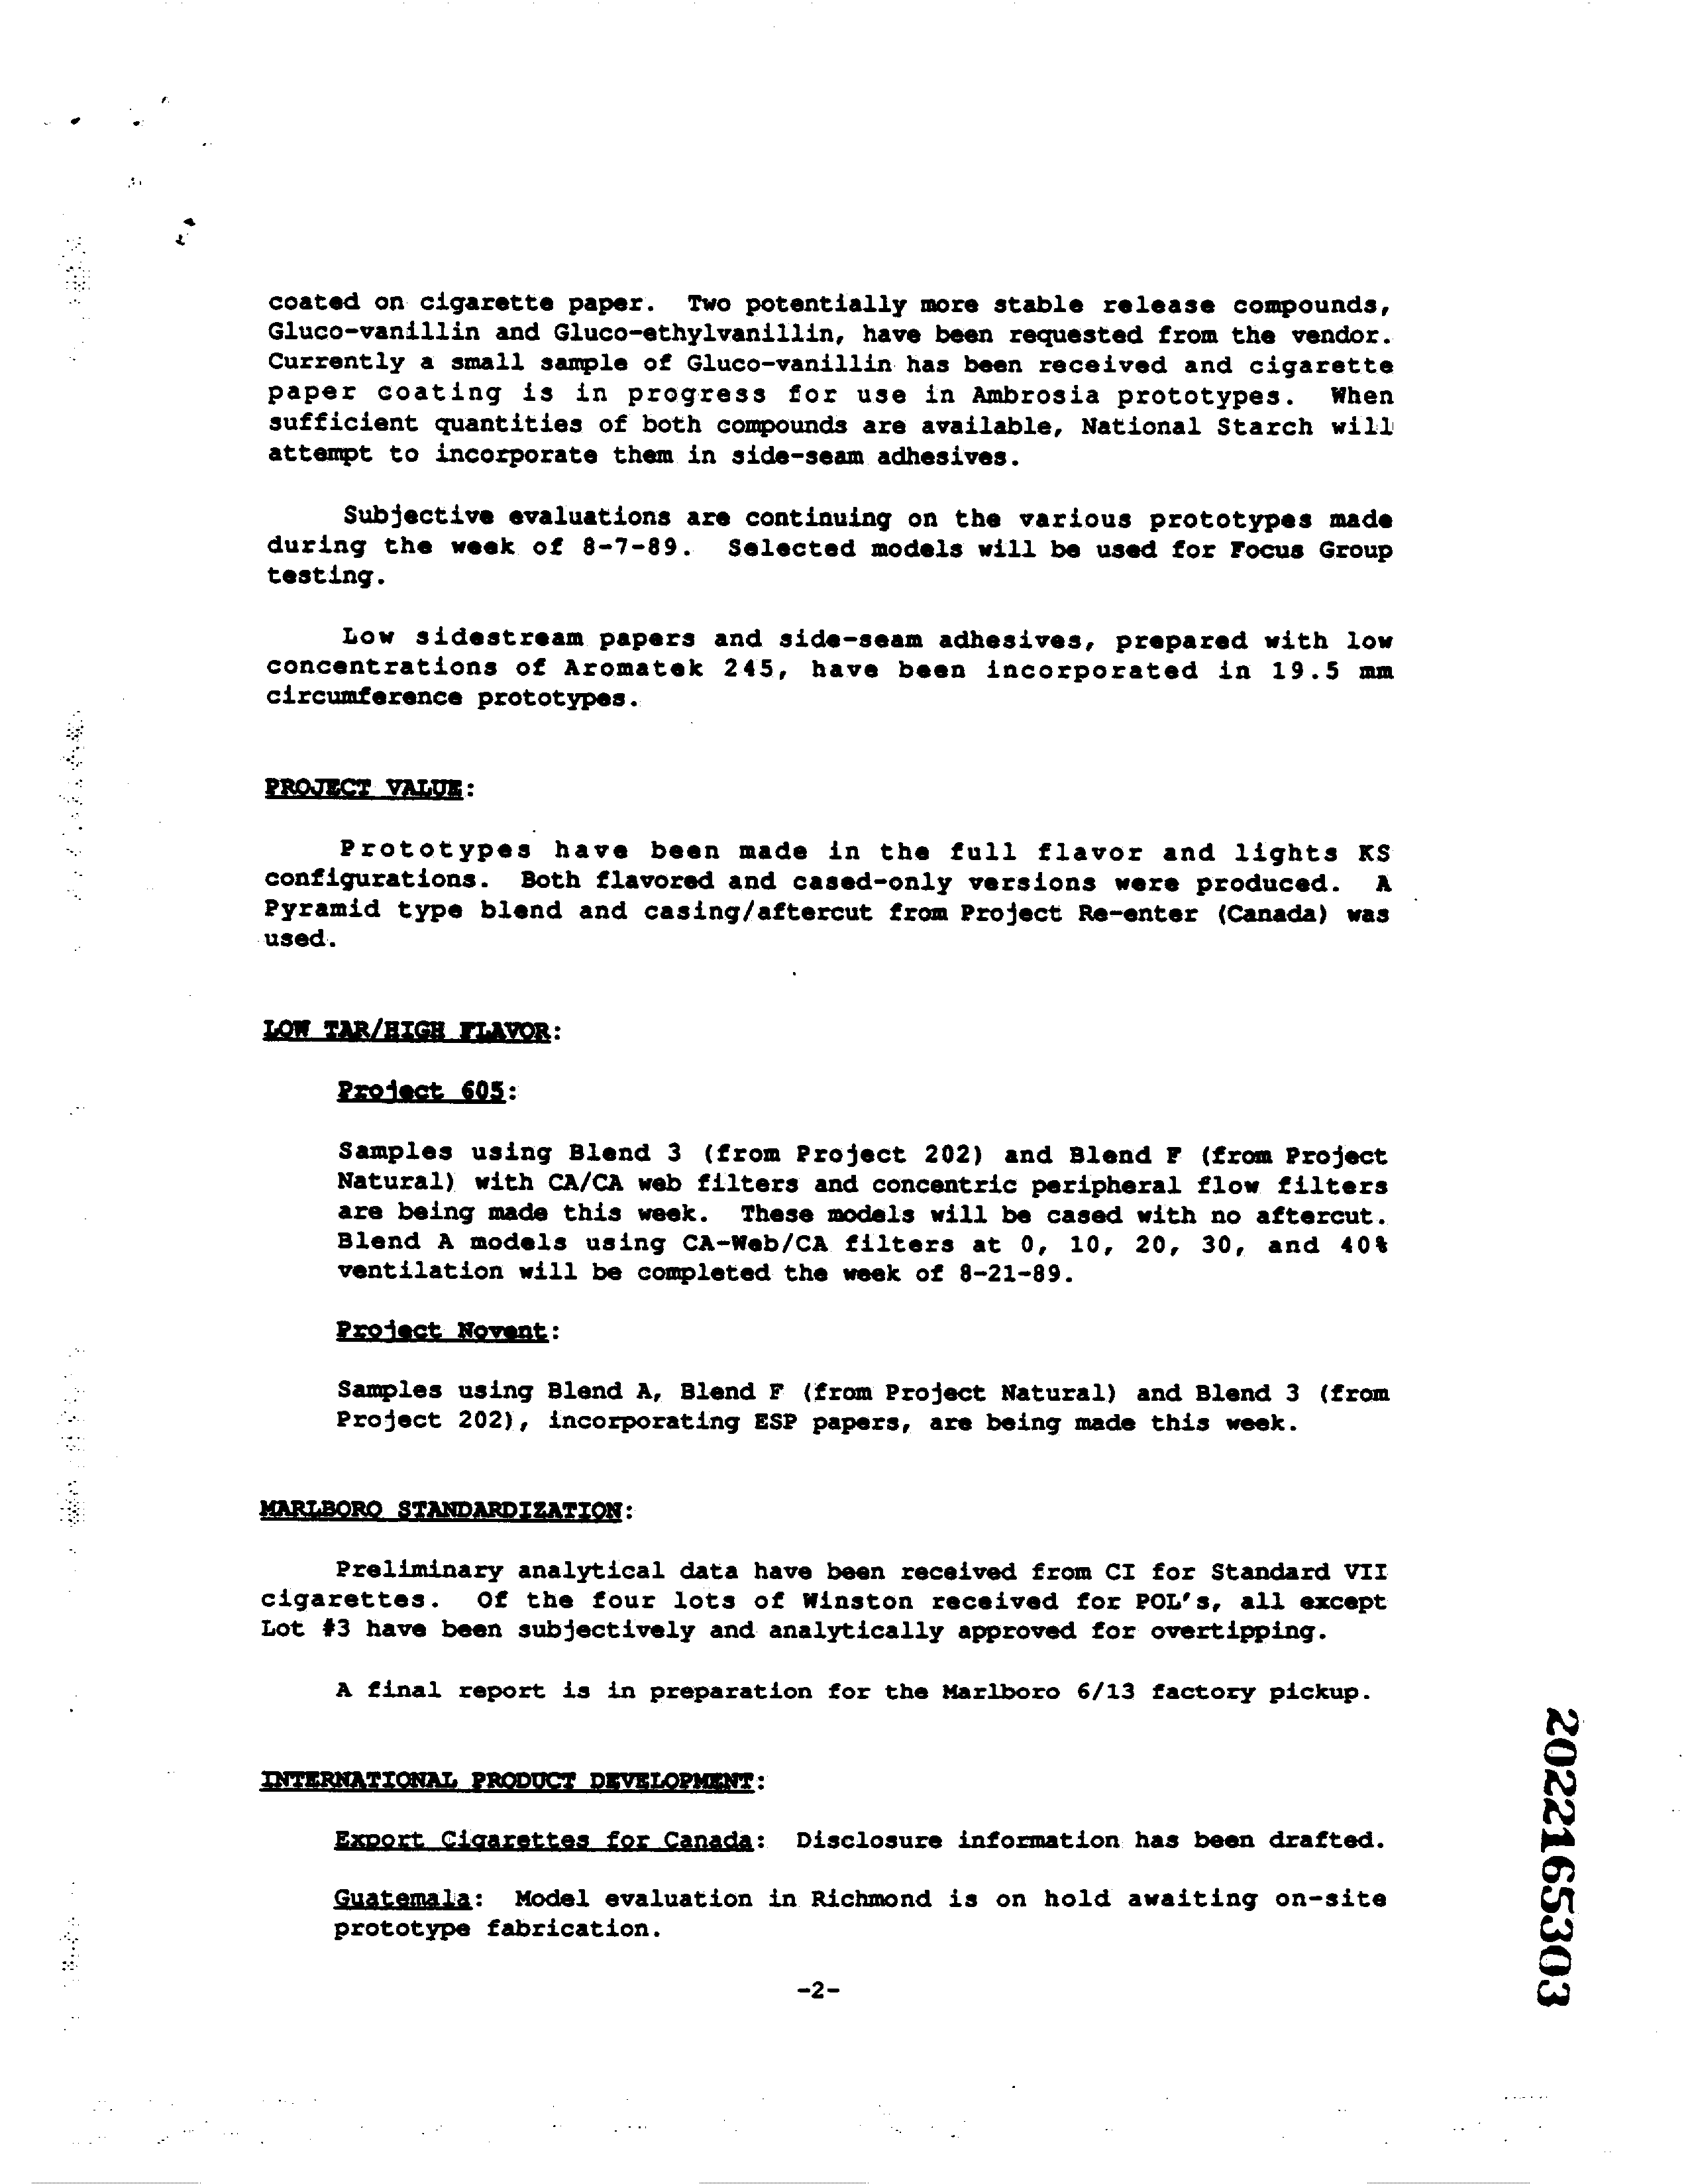 coated on cigarette paper. Two potentially more stable release compounds,
Gluco-vanillin and Gluco-ethylvanillin, have been requested from the vendor.
Currently a small sample of Gluco-vanillin has been received and cigarette
paper coating is in progress for use in Ambrosia prototypes. When
sufficient quantities of both compounds are available, National Starch will
attempt to incorporate them in side-seam adhesives.
Subjective evaluations are continuing on the various prototypes made
during the week of 8-7-89. Selected models will be used for Focus Group
testing.
Low sidestream papers and side-seam adhesives, prepared with low
concentrations of Aromatek 245, have been incorporated in 19.5 mm
circumference prototypes.
PROJECT VALUE:
Prototypes have been made in the full flavor and lights KS
configurations. Both flavored and cased-only versions were produced. A
Pyramid type blend and casing/aftercut from Project Re-enter (Canada) was
used.
LOW TAR/HIGH FLAVOR:
Project 605:
Samples using Blend 3 (from Project 202) and Blend F (from Project
Natural) with CA/CA web filters and concentric peripheral flow filters
are being made this week. These models will be cased with no aftercut.
Blend A models using CA-Web/CA filters at 0, 10, 20, 30, and 40%
ventilation will be completed the week of 8-21-89.
Project Novent:
Samples using Blend A, Blend F (from Project Natural) and Blend 3 (from
Project 202), incorporating ESP papers, are being made this week.
MARLBORO STANDARDIZATION:
Preliminary analytical data have been received from CI for Standard VII
cigarettes. Of the four lots of Winston received for POL's, all except
Lot #3 have been subjectively and analytically approved for overtipping.
A final report is in preparation for the Marlboro 6/13 factory pickup.
INTERNATIONAL PRODUCT DEVELOPMENT:
Export Cigarettes for Canada: Disclosure information has been drafted.
Guatemala: Model evaluation in Richmond is on hold awaiting on-site
prototype fabrication.
-2-
2022165303